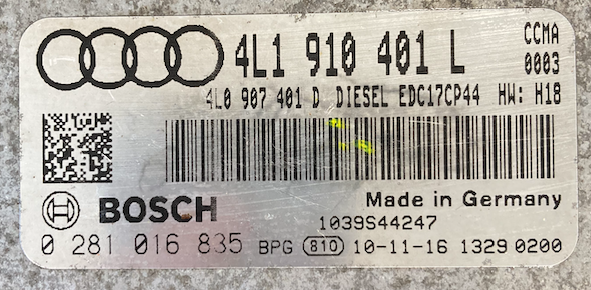 4L1 910 401 L CCMA
0003
4L0 907 401 D DIESEL EDC17CP44 HW: H18
BOSCH
Made in Germany
1039S44247
0 281 016 835 BPG 810 10-11-16 1329 0200